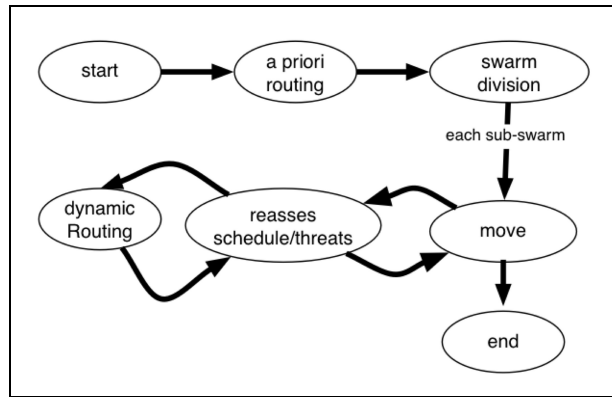 start
a priori
routing
swarm
division
each sub-swarm
dynamic
Routing
reasses
schedule/threats
move
end